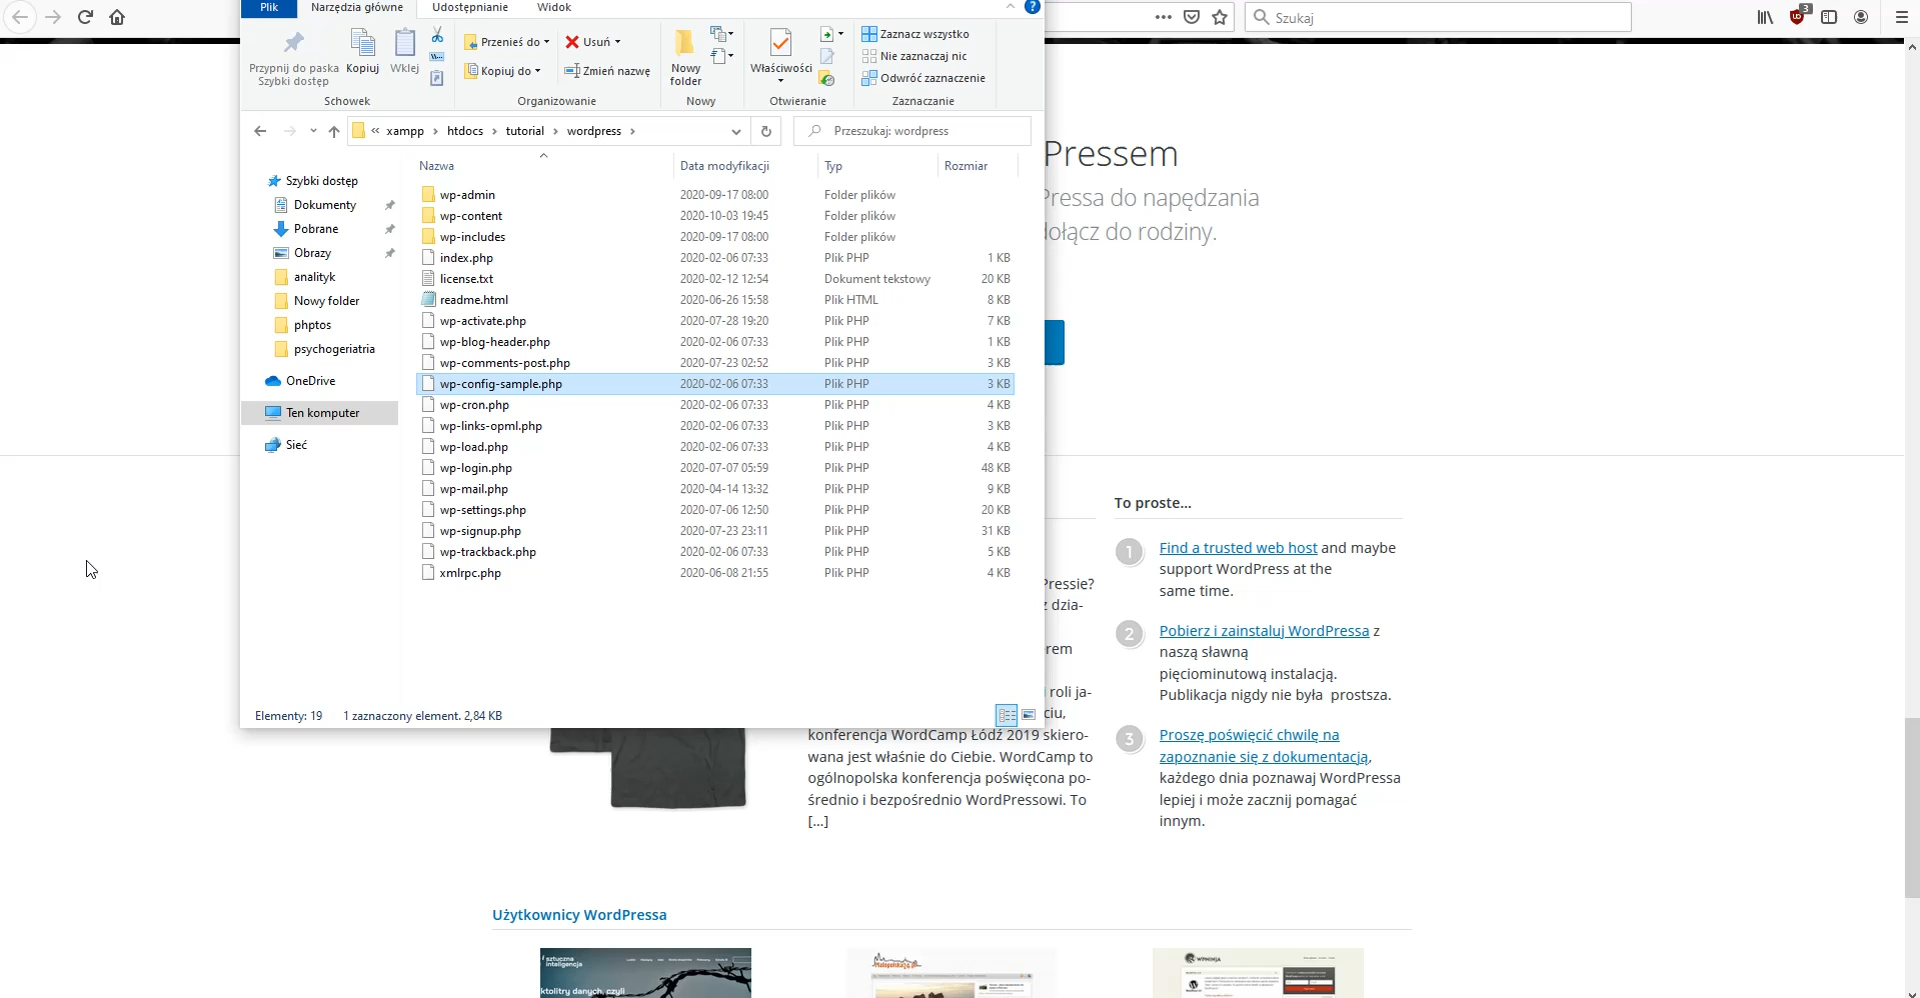 Plik Narzędzia główne Udostępnianie Widok
Szukaj
3
Przypnij do paska
Szybki dostęp
Kopiuj
Wklej
Przenieś do
Kopiuj do
Usuń
Zmień nazwę
Nowy
folder
Właściwości
Zaznacz wszystko
Nie zaznaczaj nic
Odwróć zaznaczenie
Schowek Organizowanie Nowy Otwieranie Zaznaczanie
« xampp › htdocs › tutorial › wordpress ›
Przeszukaj: wordpress
Szybki dostęp
Dokumenty
Pobrane
Obrazy
analityk
Nowy folder
phptos
psychogeriatria
OneDrive
Ten komputer
Sieć
Nazwa Data modyfikacji Typ Rozmiar
wp-admin 2020-09-17 08:00 Folder plików
wp-content 2020-10-03 19:45 Folder plików
wp-includes 2020-09-17 08:00 Folder plików
index.php 2020-02-06 07:33 Plik PHP 1 KB
license.txt 2020-02-12 12:54 Dokument tekstowy 20 KB
readme.html 2020-06-26 15:58 Plik HTML 8 KB
wp-activate.php 2020-07-28 19:20 Plik PHP 7 KB
wp-blog-header.php 2020-02-06 07:33 Plik PHP 1 KB
wp-comments-post.php 2020-07-23 02:52 Plik PHP 3 KB
wp-config-sample.php 2020-02-06 07:33 Plik PHP 3 KB
wp-cron.php 2020-02-06 07:33 Plik PHP 4 KB
wp-links-opml.php 2020-02-06 07:33 Plik PHP 3 KB
wp-load.php 2020-02-06 07:33 Plik PHP 4 KB
wp-login.php 2020-07-07 05:59 Plik PHP 48 KB
wp-mail.php 2020-04-14 13:32 Plik PHP 9 KB
wp-settings.php 2020-07-06 12:50 Plik PHP 20 KB
wp-signup.php 2020-07-23 23:11 Plik PHP 31 KB
wp-trackback.php 2020-02-06 07:33 Plik PHP 5 KB
xmlrpc.php 2020-06-08 21:55 Plik PHP 4 KB
Elementy: 19 1 zaznaczony element. 2,84 KB
Pressem
Pressa do napędzania
dołącz do rodziny.
Pressie?
z dzia-
erem
i roli ja-
ciu,
konferencja WordCamp Łódź 2019 skiero-
wana jest właśnie do Ciebie. WordCamp to
ogólnopolska konferencja poświęcona po-
średnio i bezpośrednio WordPressowi. To
[...]
To proste...
1 Find a trusted web host and maybe
support WordPress at the
same time.
2 Pobierz i zainstaluj WordPressa z
naszą sławną
pięciominutową instalacją.
Publikacja nigdy nie była prostsza.
3 Proszę poświęcić chwilę na
zapoznanie się z dokumentacją,
każdego dnia poznawaj WordPressa
lepiej i może zacznij pomagać
innym.
Użytkownicy WordPressa
sztuczna
inteligencja
ktolitry danych, czyli
WPNINJA